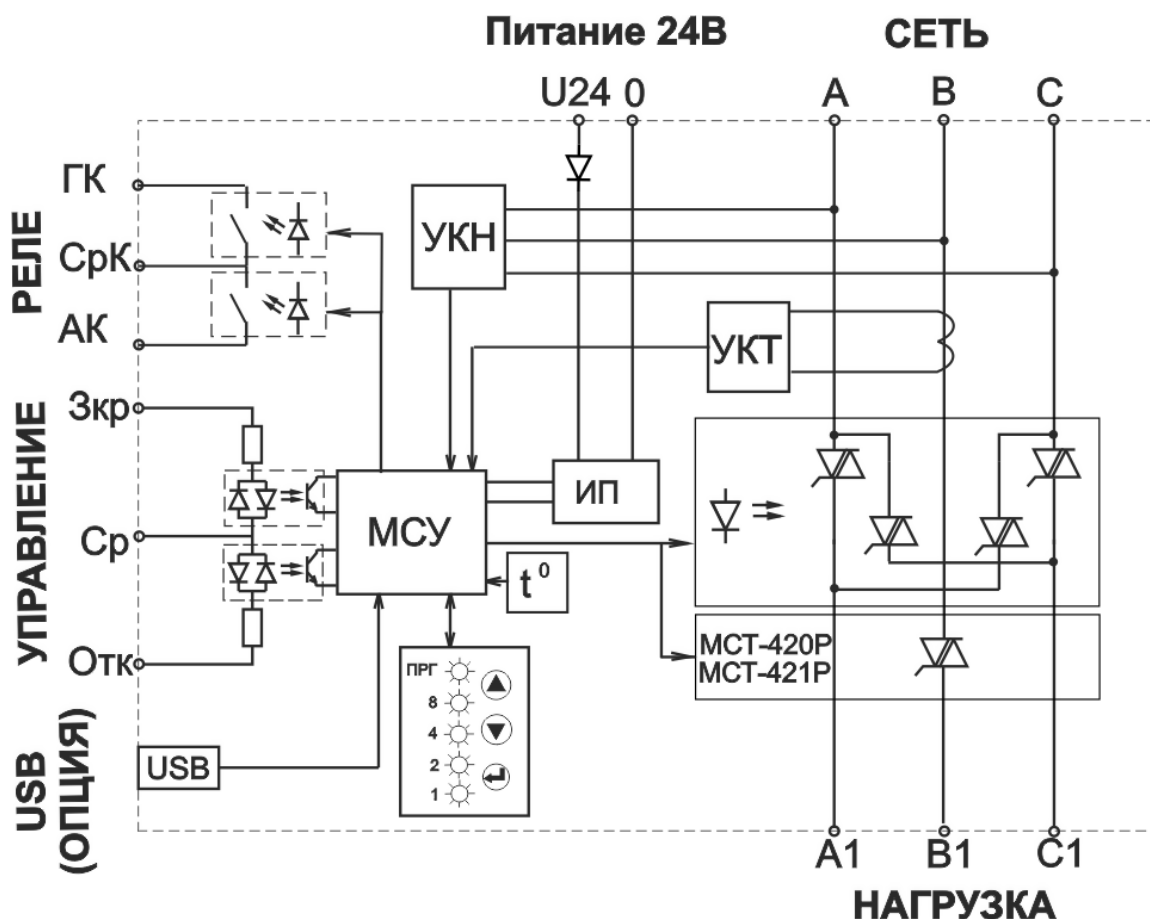 Питание 24В
СЕТЬ
U24
0
A
B
C
РЕЛЕ
ГК
СрК
АК
УКН
УКТ
УПРАВЛЕНИЕ
Зкр
Ср
Отк
МСУ
ИП
t⁰
МСТ-420Р
МСТ-421Р
ПРГ
8
4
2
1
USB
(ОПЦИЯ)
USB
A1
B1
C1
НАГРУЗКА